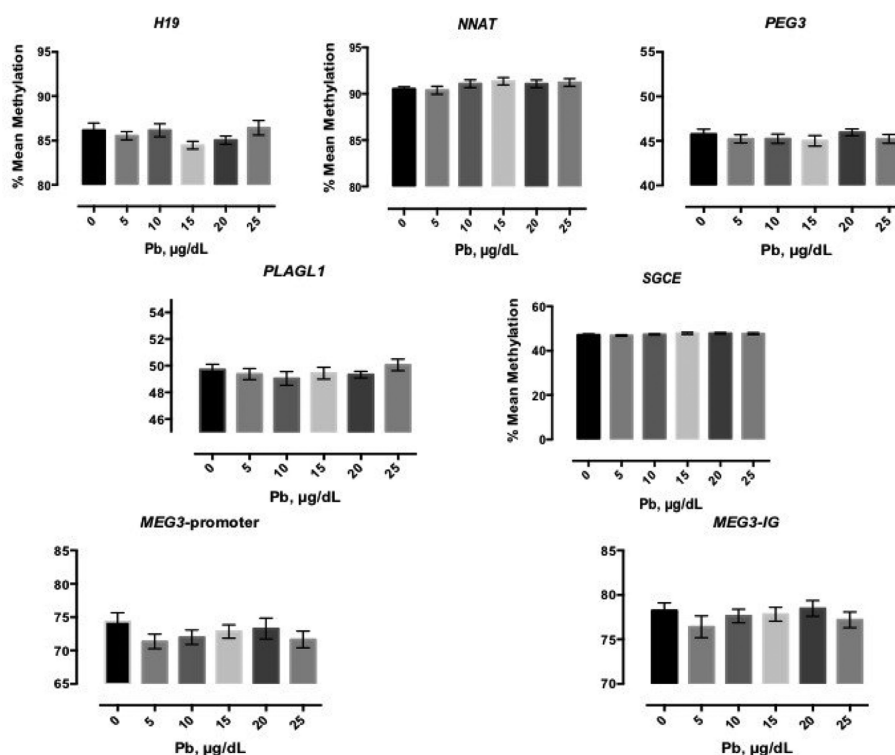 H19
% Mean Methylation
95
90
85
80
0 5 10 15 20 25
Pb, µg/dL
NNAT
% Mean Methylation
95
90
85
80
0 5 10 15 20 25
Pb, µg/dL
PEG3
% Mean Methylation
55
50
45
40
0 5 10 15 20 25
Pb, µg/dL
PLAGL1
54
52
50
48
46
0 5 10 15 20 25
Pb, µg/dL
SGCE
% Mean Methylation
60
40
20
0
0 5 10 15 20 25
Pb, µg/dL
MEG3-promoter
85
80
75
70
65
0 5 10 15 20 25
Pb, µg/dL
MEG3-IG
85
80
75
70
0 5 10 15 20 25
Pb, µg/dL